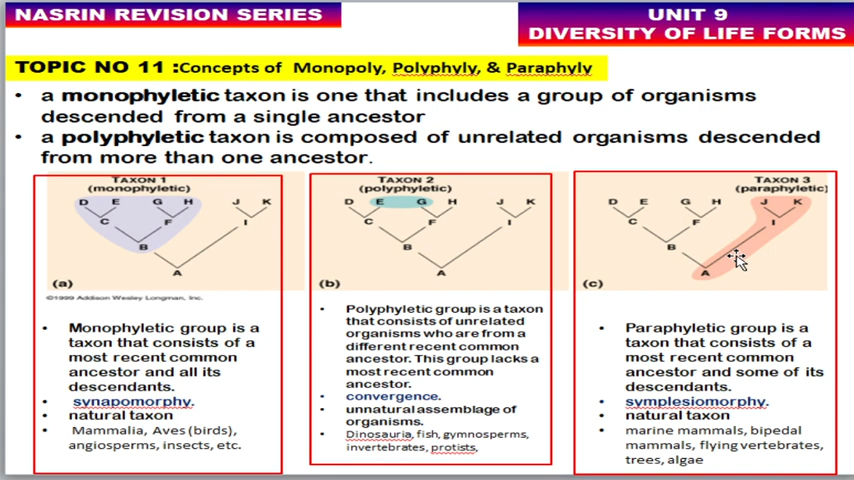 NASRIN REVISION SERIES
UNIT 9
DIVERSITY OF LIFE FORMS
TOPIC NO 11 :Concepts of Monopoly, Polyphyly, & Paraphyly
• a monophyletic taxon is one that includes a group of organisms
descended from a single ancestor
• a polyphyletic taxon is composed of unrelated organisms descended
from more than one ancestor.
TAXON 1
(monophyletic)
D E G H J K
C F I
B
A
(a)
©1999 Addison Wesley Longman, Inc.
• Monophyletic group is a
taxon that consists of a
most recent common
ancestor and all its
descendants.
• synapomorphy.
• natural taxon
• Mammalia, Aves (birds),
angiosperms, insects, etc.
TAXON 2
(polyphyletic)
D E G H J K
C F I
B
A
(b)
• Polyphyletic group is a taxon
that consists of unrelated
organisms who are from a
different recent common
ancestor. This group lacks a
most recent common
ancestor.
• convergence.
• unnatural assemblage of
organisms.
• Dinosauria, fish, gymnosperms,
invertebrates, protists,
TAXON 3
(paraphyletic)
D E G H J K
C F I
B
A
(c)
• Paraphyletic group is a
taxon that consists of a
most recent common
ancestor and some of its
descendants.
• symplesiomorphy.
• natural taxon
• marine mammals, bipedal
mammals, flying vertebrates,
trees, algae